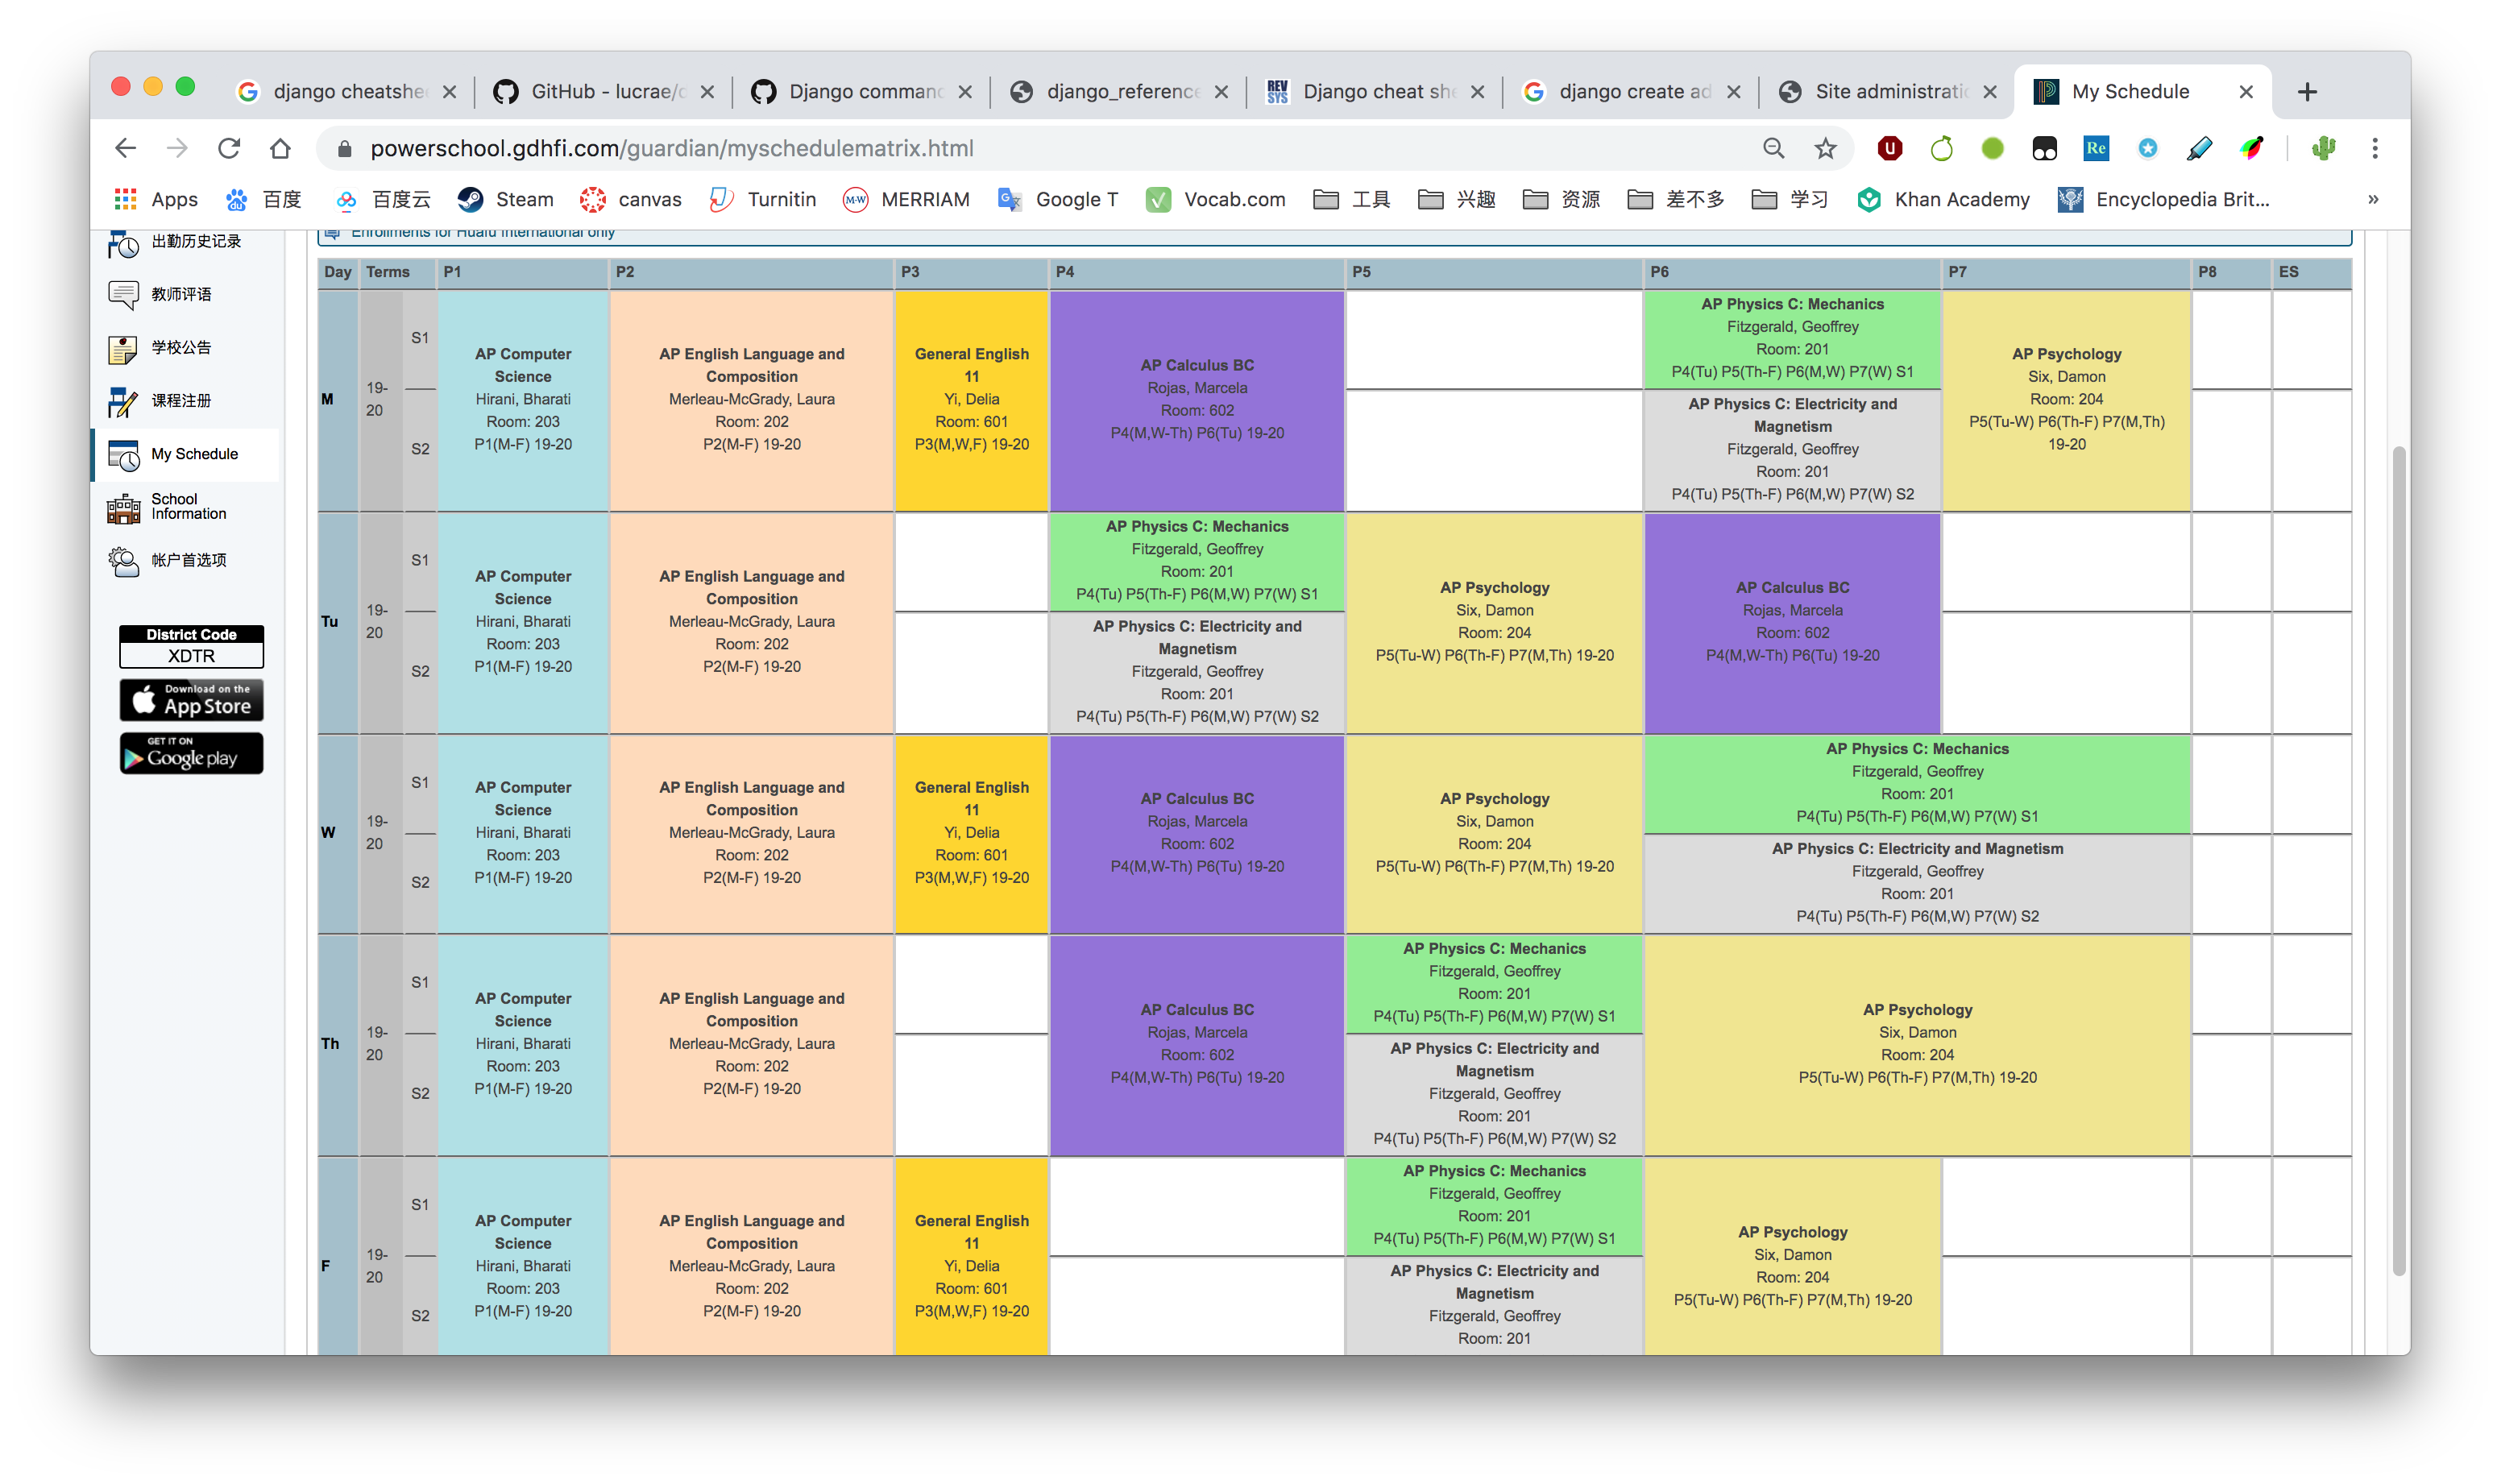 django cheatshe
GitHub - lucrae/
Django comman
django_reference
Django cheat she
django create ad
Site administrati
My Schedule
powerschool.gdhfi.com/guardian/myschedulematrix.html
Apps
百度
百度云
Steam
canvas
Turnitin
MERRIAM
Google T
Vocab.com
工具
兴趣
资源
差不多
学习
Khan Academy
Encyclopedia Brit...
»
出勤历史记录
教师评语
学校公告
课程注册
My Schedule
School
Information
帐户首选项
District Code
XDTR
Download on the
App Store
GET IT ON
Google play
Enrollments for Huafu International only
Day Terms P1 P2 P3 P4 P5 P6 P7 P8 ES
M
19-
20
S1
S2
AP Computer
Science
Hirani, Bharati
Room: 203
P1(M-F) 19-20
AP English Language and
Composition
Merleau-McGrady, Laura
Room: 202
P2(M-F) 19-20
General English
11
Yi, Delia
Room: 601
P3(M,W,F) 19-20
AP Calculus BC
Rojas, Marcela
Room: 602
P4(M,W-Th) P6(Tu) 19-20
AP Physics C: Mechanics
Fitzgerald, Geoffrey
Room: 201
P4(Tu) P5(Th-F) P6(M,W) P7(W) S1
AP Physics C: Electricity and
Magnetism
Fitzgerald, Geoffrey
Room: 201
P4(Tu) P5(Th-F) P6(M,W) P7(W) S2
AP Psychology
Six, Damon
Room: 204
P5(Tu-W) P6(Th-F) P7(M,Th)
19-20
Tu
19-
20
S1
S2
AP Computer
Science
Hirani, Bharati
Room: 203
P1(M-F) 19-20
AP English Language and
Composition
Merleau-McGrady, Laura
Room: 202
P2(M-F) 19-20
AP Physics C: Mechanics
Fitzgerald, Geoffrey
Room: 201
P4(Tu) P5(Th-F) P6(M,W) P7(W) S1
AP Physics C: Electricity and
Magnetism
Fitzgerald, Geoffrey
Room: 201
P4(Tu) P5(Th-F) P6(M,W) P7(W) S2
AP Psychology
Six, Damon
Room: 204
P5(Tu-W) P6(Th-F) P7(M,Th) 19-20
AP Calculus BC
Rojas, Marcela
Room: 602
P4(M,W-Th) P6(Tu) 19-20
W
19-
20
S1
S2
AP Computer
Science
Hirani, Bharati
Room: 203
P1(M-F) 19-20
AP English Language and
Composition
Merleau-McGrady, Laura
Room: 202
P2(M-F) 19-20
General English
11
Yi, Delia
Room: 601
P3(M,W,F) 19-20
AP Calculus BC
Rojas, Marcela
Room: 602
P4(M,W-Th) P6(Tu) 19-20
AP Psychology
Six, Damon
Room: 204
P5(Tu-W) P6(Th-F) P7(M,Th) 19-20
AP Physics C: Mechanics
Fitzgerald, Geoffrey
Room: 201
P4(Tu) P5(Th-F) P6(M,W) P7(W) S1
AP Physics C: Electricity and Magnetism
Fitzgerald, Geoffrey
Room: 201
P4(Tu) P5(Th-F) P6(M,W) P7(W) S2
Th
19-
20
S1
S2
AP Computer
Science
Hirani, Bharati
Room: 203
P1(M-F) 19-20
AP English Language and
Composition
Merleau-McGrady, Laura
Room: 202
P2(M-F) 19-20
AP Calculus BC
Rojas, Marcela
Room: 602
P4(M,W-Th) P6(Tu) 19-20
AP Physics C: Mechanics
Fitzgerald, Geoffrey
Room: 201
P4(Tu) P5(Th-F) P6(M,W) P7(W) S1
AP Physics C: Electricity and
Magnetism
Fitzgerald, Geoffrey
Room: 201
P4(Tu) P5(Th-F) P6(M,W) P7(W) S2
AP Psychology
Six, Damon
Room: 204
P5(Tu-W) P6(Th-F) P7(M,Th) 19-20
F
19-
20
S1
S2
AP Computer
Science
Hirani, Bharati
Room: 203
P1(M-F) 19-20
AP English Language and
Composition
Merleau-McGrady, Laura
Room: 202
P2(M-F) 19-20
General English
11
Yi, Delia
Room: 601
P3(M,W,F) 19-20
AP Physics C: Mechanics
Fitzgerald, Geoffrey
Room: 201
P4(Tu) P5(Th-F) P6(M,W) P7(W) S1
AP Physics C: Electricity and
Magnetism
Fitzgerald, Geoffrey
Room: 201
AP Psychology
Six, Damon
Room: 204
P5(Tu-W) P6(Th-F) P7(M,Th) 19-20